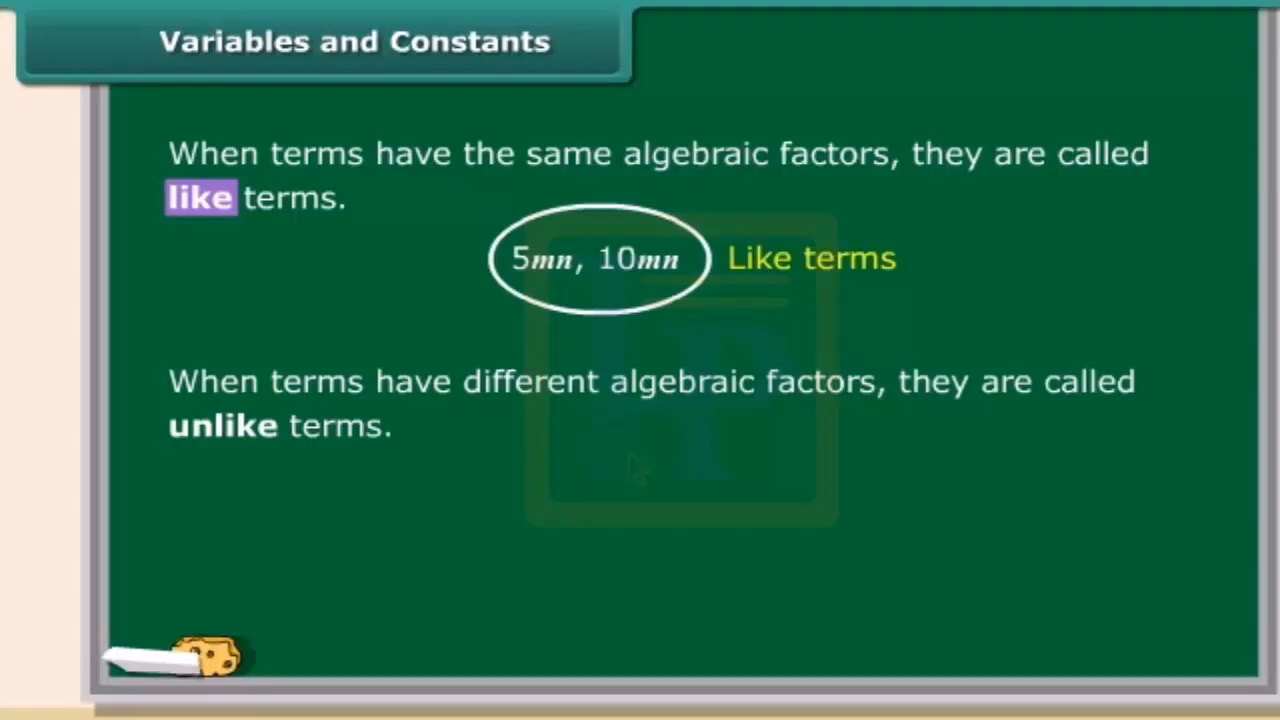 Variables and Constants
When terms have the same algebraic factors, they are called
like terms.
5mn, 10mn Like terms
When terms have different algebraic factors, they are called
unlike terms.